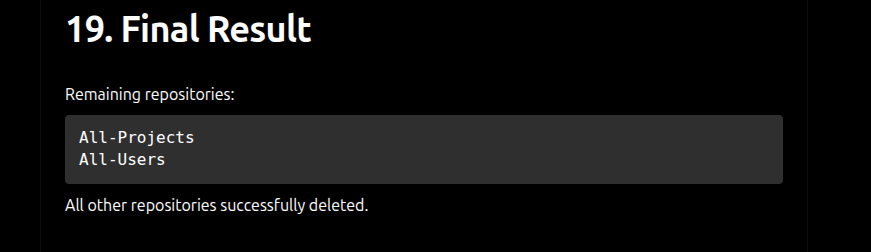 19. Final Result
Remaining repositories:
All-Projects
All-Users
All other repositories successfully deleted.